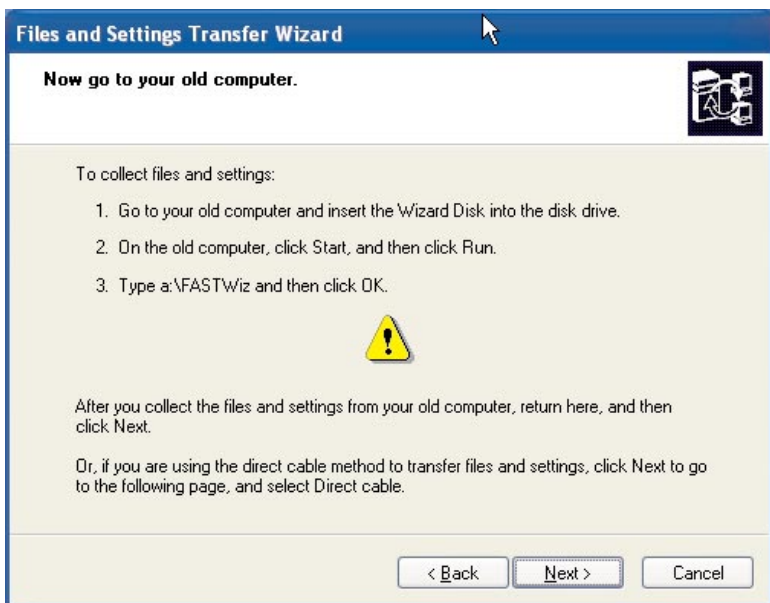 Files and Settings Transfer Wizard
Now go to your old computer.
To collect files and settings:
1. Go to your old computer and insert the Wizard Disk into the disk drive.
2. On the old computer, click Start, and then click Run.
3. Type a:\FASTWiz and then click OK.
After you collect the files and settings from your old computer, return here, and then
click Next.
Or, if you are using the direct cable method to transfer files and settings, click Next to go
to the following page, and select Direct cable.
< Back Next > Cancel